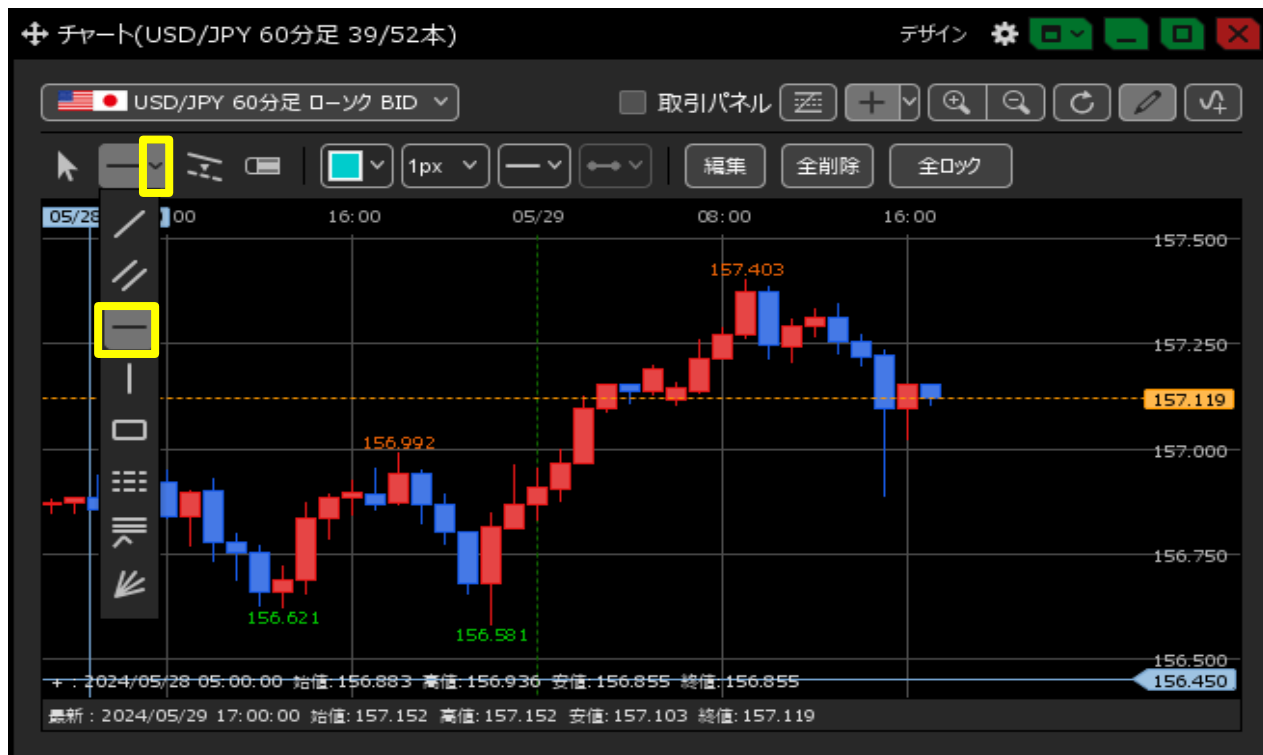 チャート(USD/JPY 60分足 39/52本) デザイン
USD/JPY 60分足 ローソク BID 取引パネル
1px 編集 全削除 全ロック
05/28 00 16:00 05/29 08:00 16:00
157.500
157.403
157.250
157.119
156.992
157.000
156.750
156.621
156.581
156.500
+ : 2024/05/28 05:00:00 始値:156.883 高値:156.936 安値:156.855 終値:156.855
156.450
最新 : 2024/05/29 17:00:00 始値:157.152 高値:157.152 安値:157.103 終値:157.119